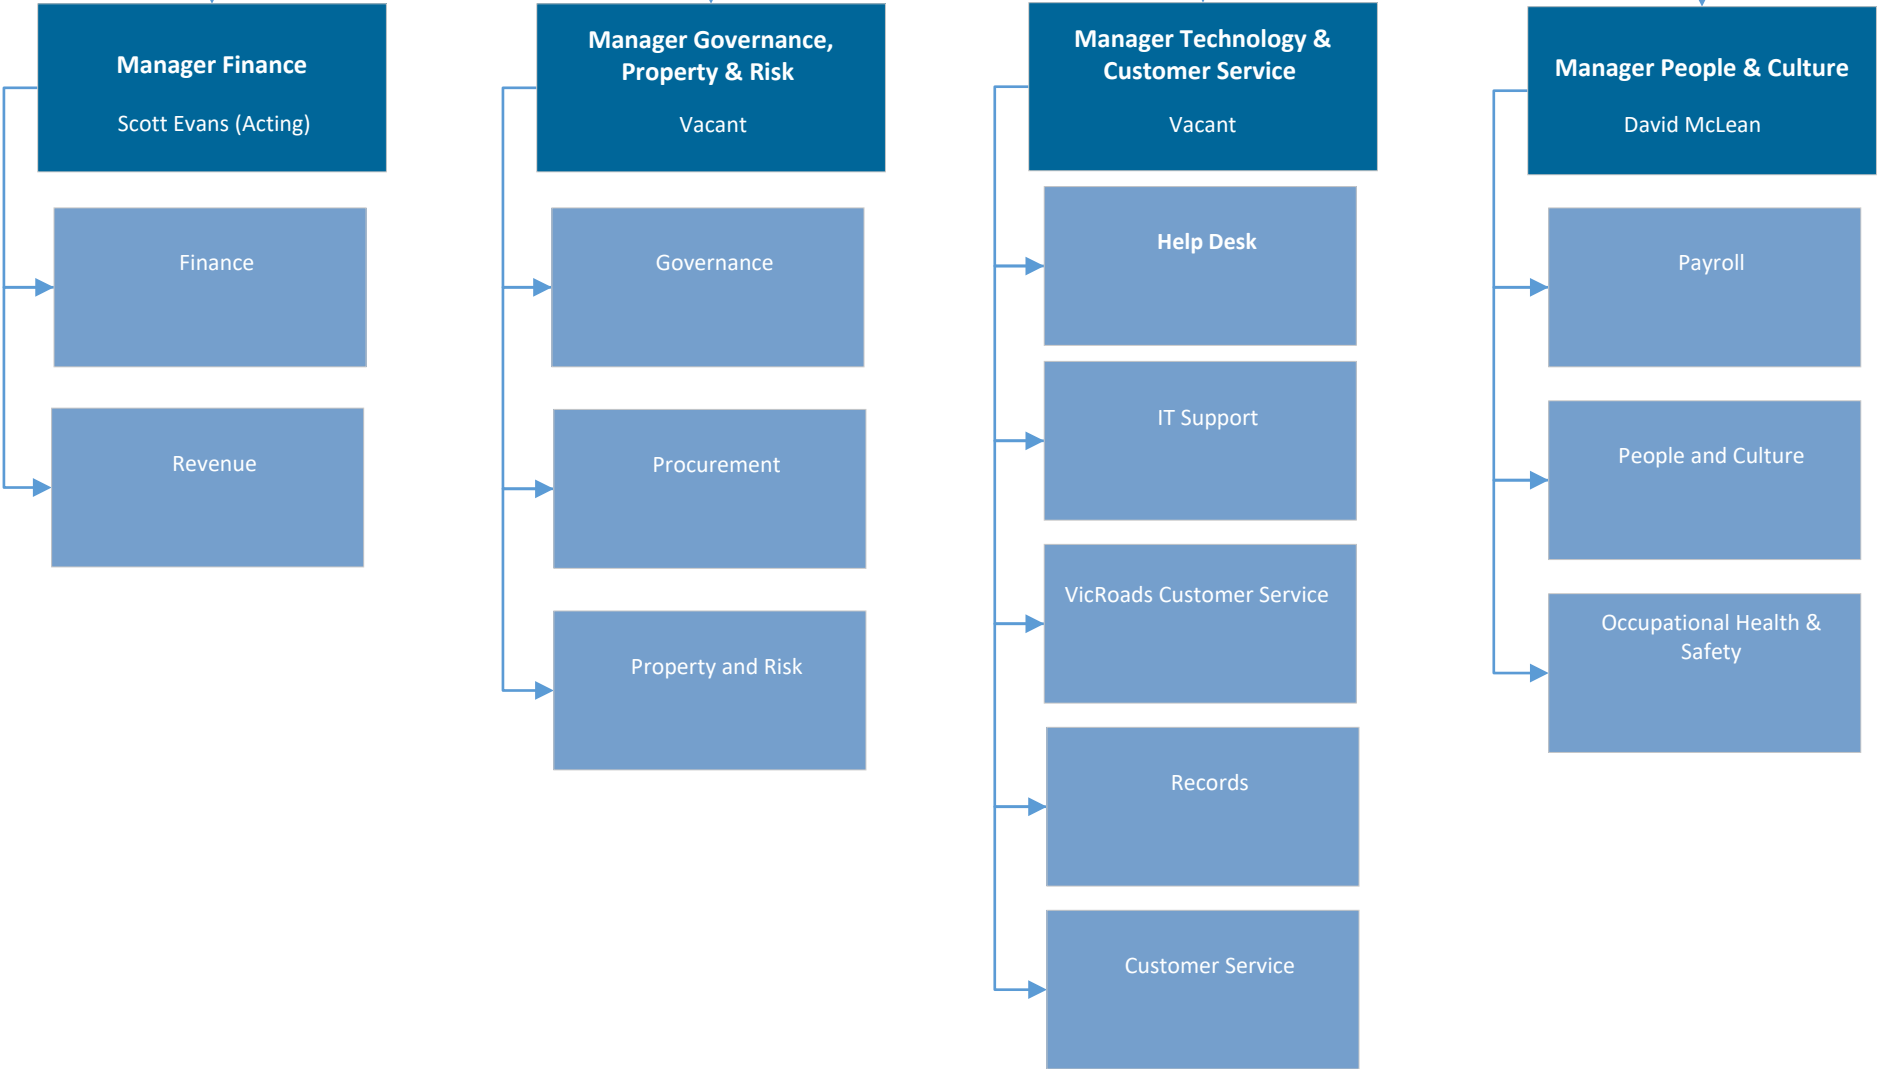 Manager Finance
Scott Evans (Acting)
Finance
Revenue
Manager Governance,
Property & Risk
Vacant
Governance
Procurement
Property and Risk
Manager Technology &
Customer Service
Vacant
Help Desk
IT Support
VicRoads Customer Service
Records
Customer Service
Manager People & Culture
David McLean
Payroll
People and Culture
Occupational Health &
Safety